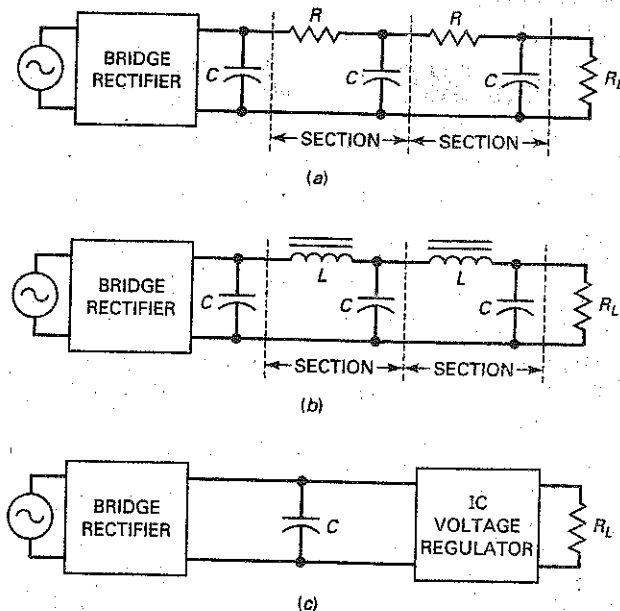 R R
BRIDGE
RECTIFIER
C C C R_L
SECTION SECTION
(a)
BRIDGE
RECTIFIER
L L
C C C R_L
SECTION SECTION
(b)
BRIDGE
RECTIFIER
C
IC
VOLTAGE
REGULATOR
R_L
(c)